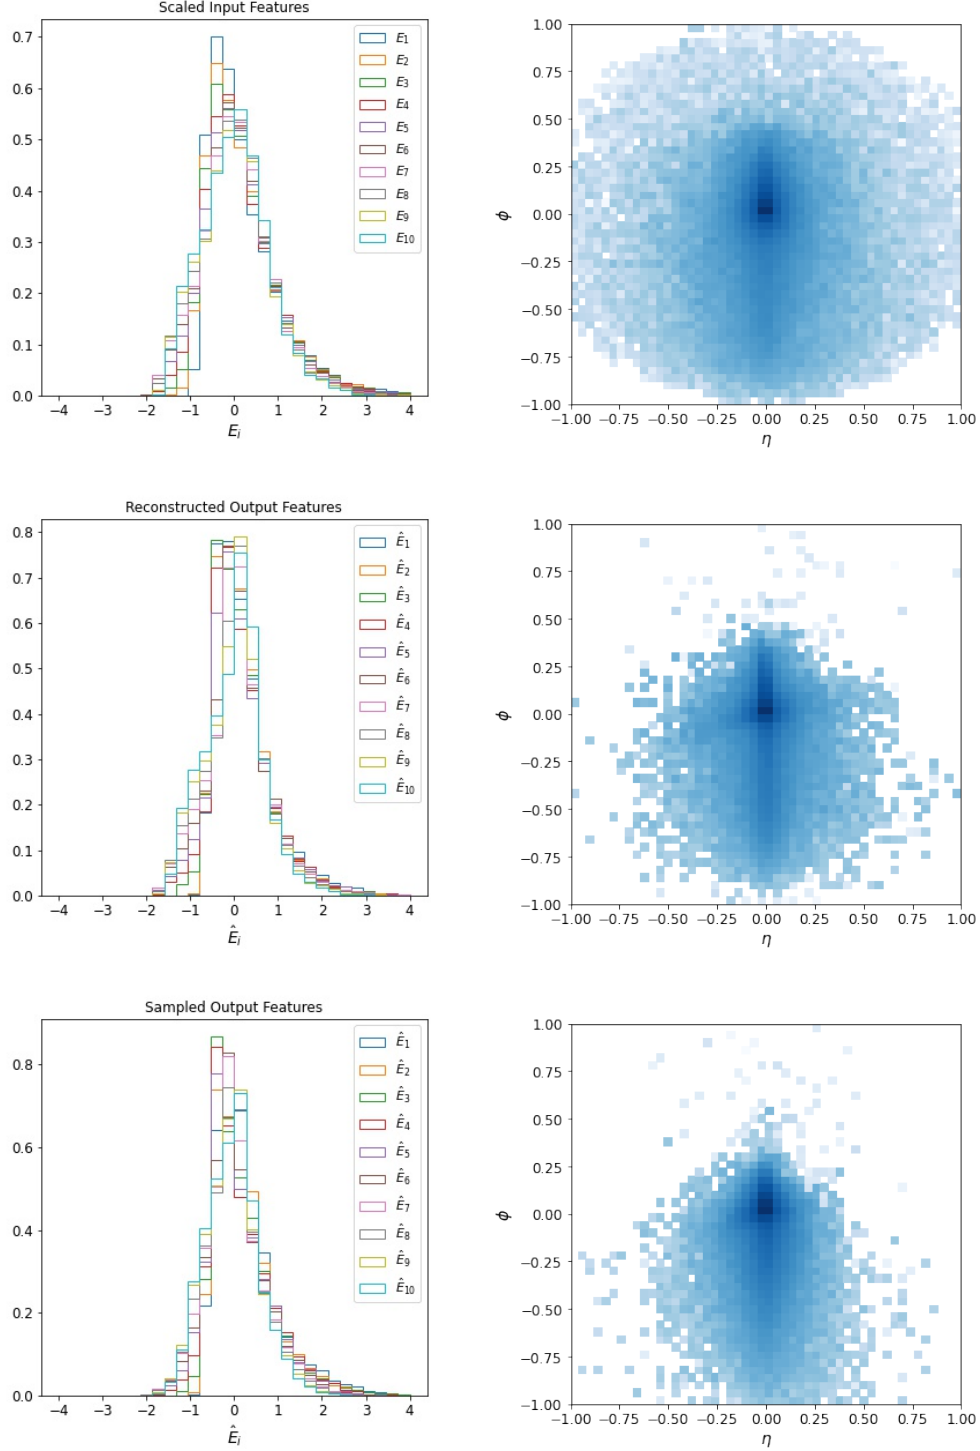 Scaled Input Features
0.7
0.6
0.5
0.4
0.3
0.2
0.1
0.0
−4 −3 −2 −1 0 1 2 3 4
E_i
E_1
E_2
E_3
E_4
E_5
E_6
E_7
E_8
E_9
E_10
1.00
0.75
0.50
0.25
0.00
−0.25
−0.50
−0.75
−1.00
ϕ
−1.00 −0.75 −0.50 −0.25 0.00 0.25 0.50 0.75 1.00
η
Reconstructed Output Features
0.8
0.7
0.6
0.5
0.4
0.3
0.2
0.1
0.0
−4 −3 −2 −1 0 1 2 3 4
Ê_i
Ê_1
Ê_2
Ê_3
Ê_4
Ê_5
Ê_6
Ê_7
Ê_8
Ê_9
Ê_10
1.00
0.75
0.50
0.25
0.00
−0.25
−0.50
−0.75
−1.00
ϕ
−1.00 −0.75 −0.50 −0.25 0.00 0.25 0.50 0.75 1.00
η
Sampled Output Features
0.8
0.6
0.4
0.2
0.0
−4 −3 −2 −1 0 1 2 3 4
Ê_i
Ê_1
Ê_2
Ê_3
Ê_4
Ê_5
Ê_6
Ê_7
Ê_8
Ê_9
Ê_10
1.00
0.75
0.50
0.25
0.00
−0.25
−0.50
−0.75
−1.00
ϕ
−1.00 −0.75 −0.50 −0.25 0.00 0.25 0.50 0.75 1.00
η